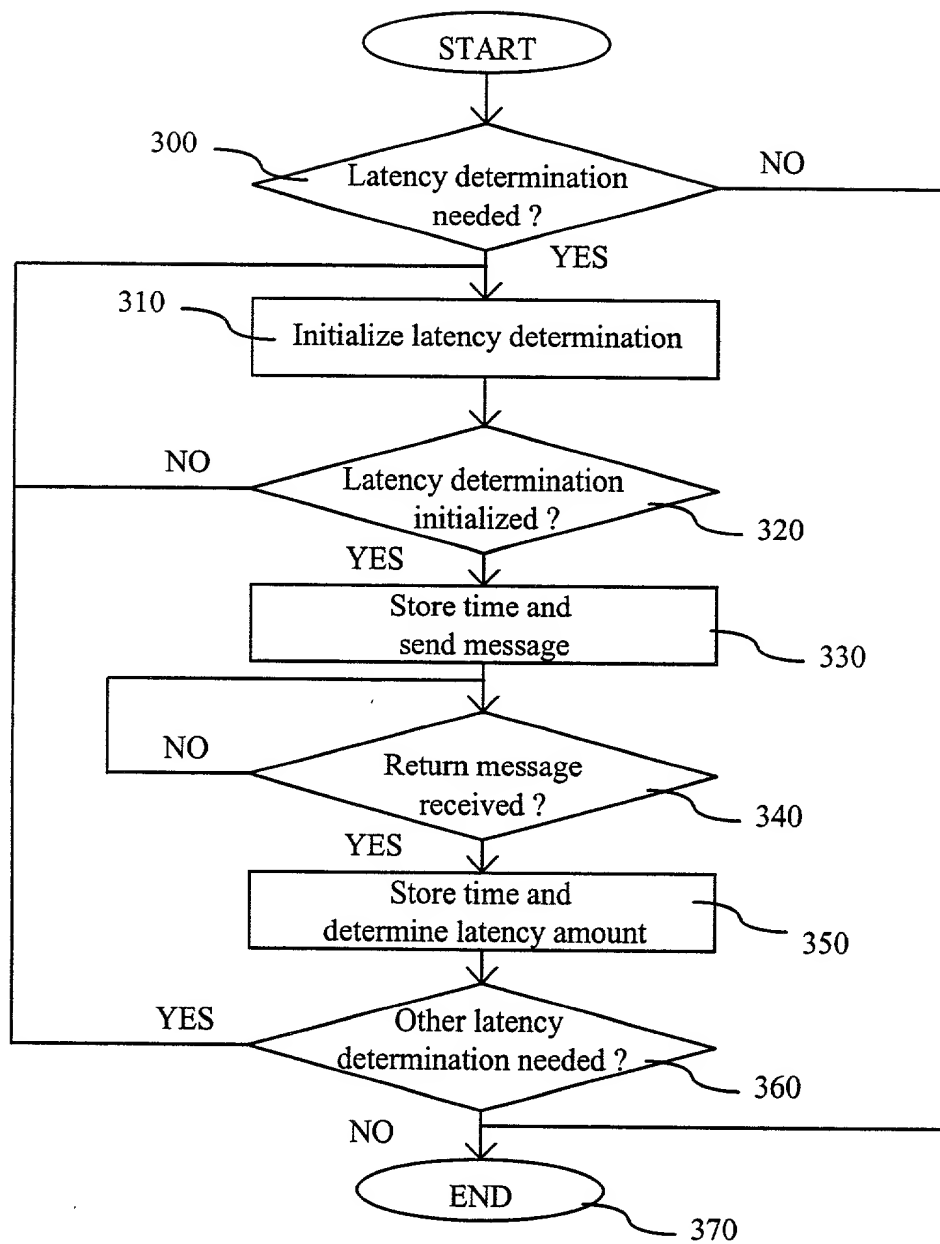 START
300
Latency determination
needed ?
NO
YES
310
Initialize latency determination
NO
Latency determination
initialized ?
320
YES
Store time and
send message
330
NO
Return message
received ?
340
YES
Store time and
determine latency amount
350
YES
Other latency
determination needed ?
360
NO
END
370